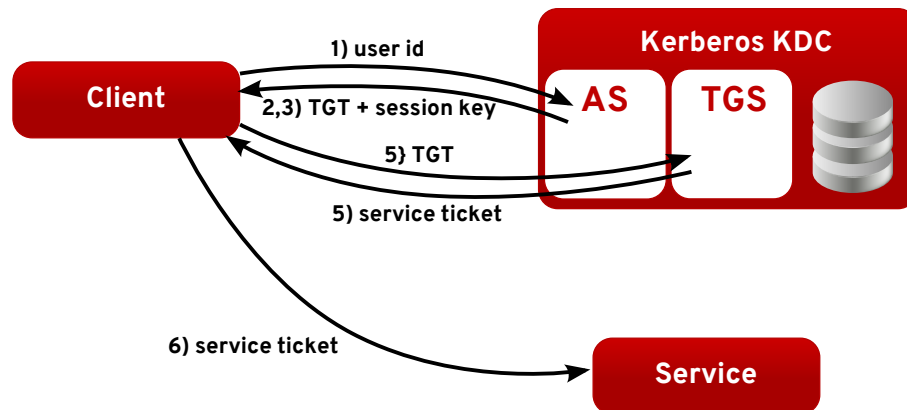 1) user id
Kerberos KDC
Client
AS
TGS
2,3) TGT + session key
5} TGT
5) service ticket
6) service ticket
Service